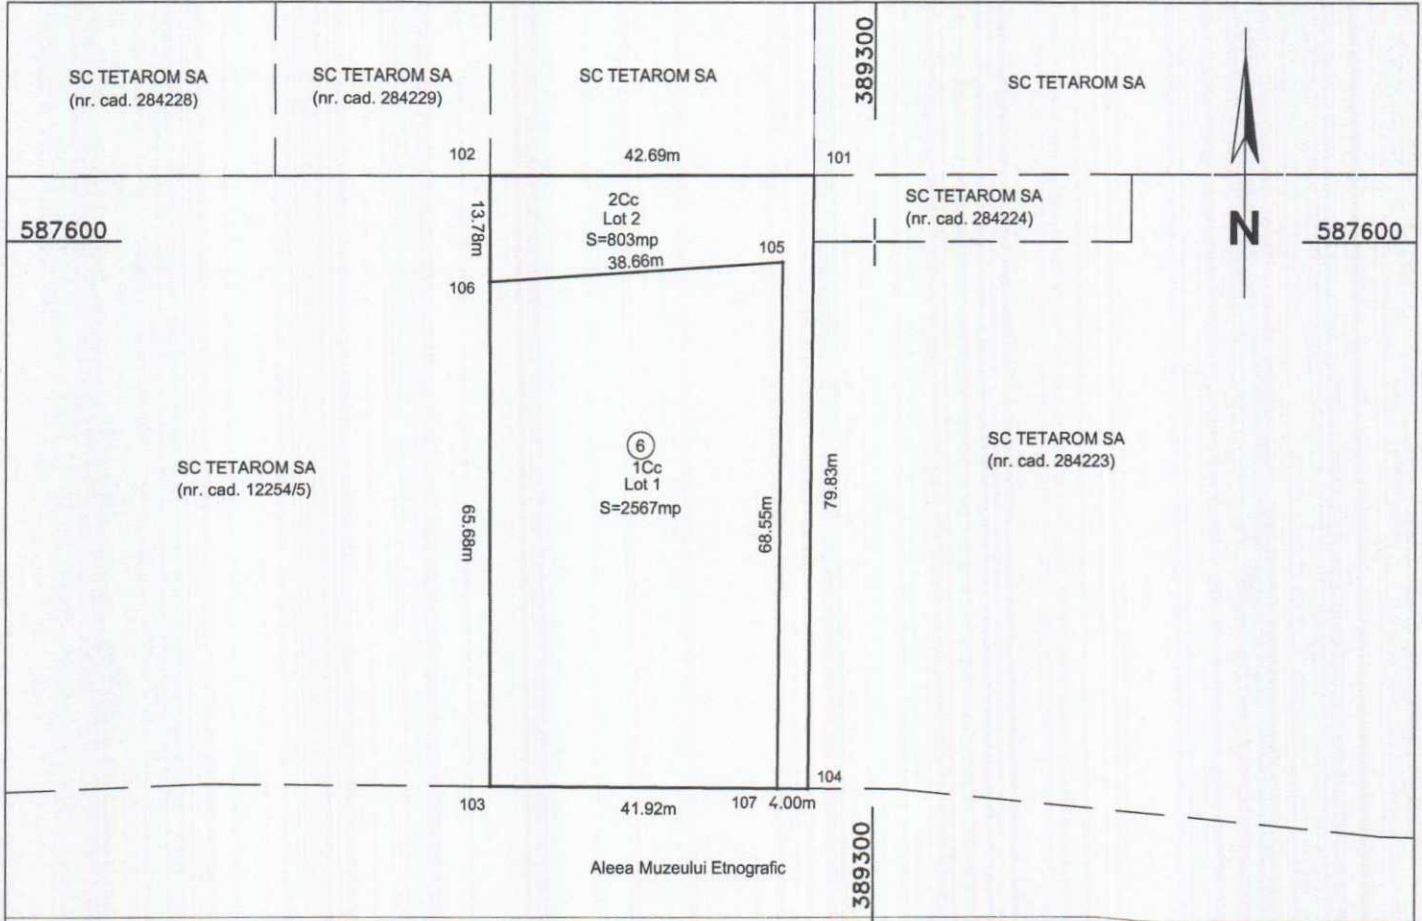 389300
SC TETAROM SA
(nr. cad. 284228)
SC TETAROM SA
(nr. cad. 284229)
SC TETAROM SA
SC TETAROM SA
102
42.69m
101
13.78m
2Cc
Lot 2
S=803mp
38.66m
105
SC TETAROM SA
(nr. cad. 284224)
N
587600
587600
106
6
1Cc
Lot 1
S=2567mp
SC TETAROM SA
(nr. cad. 12254/5)
65.68m
68.55m
79.83m
SC TETAROM SA
(nr. cad. 284223)
103
41.92m
107
4.00m
104
Aleea Muzeului Etnografic
389300